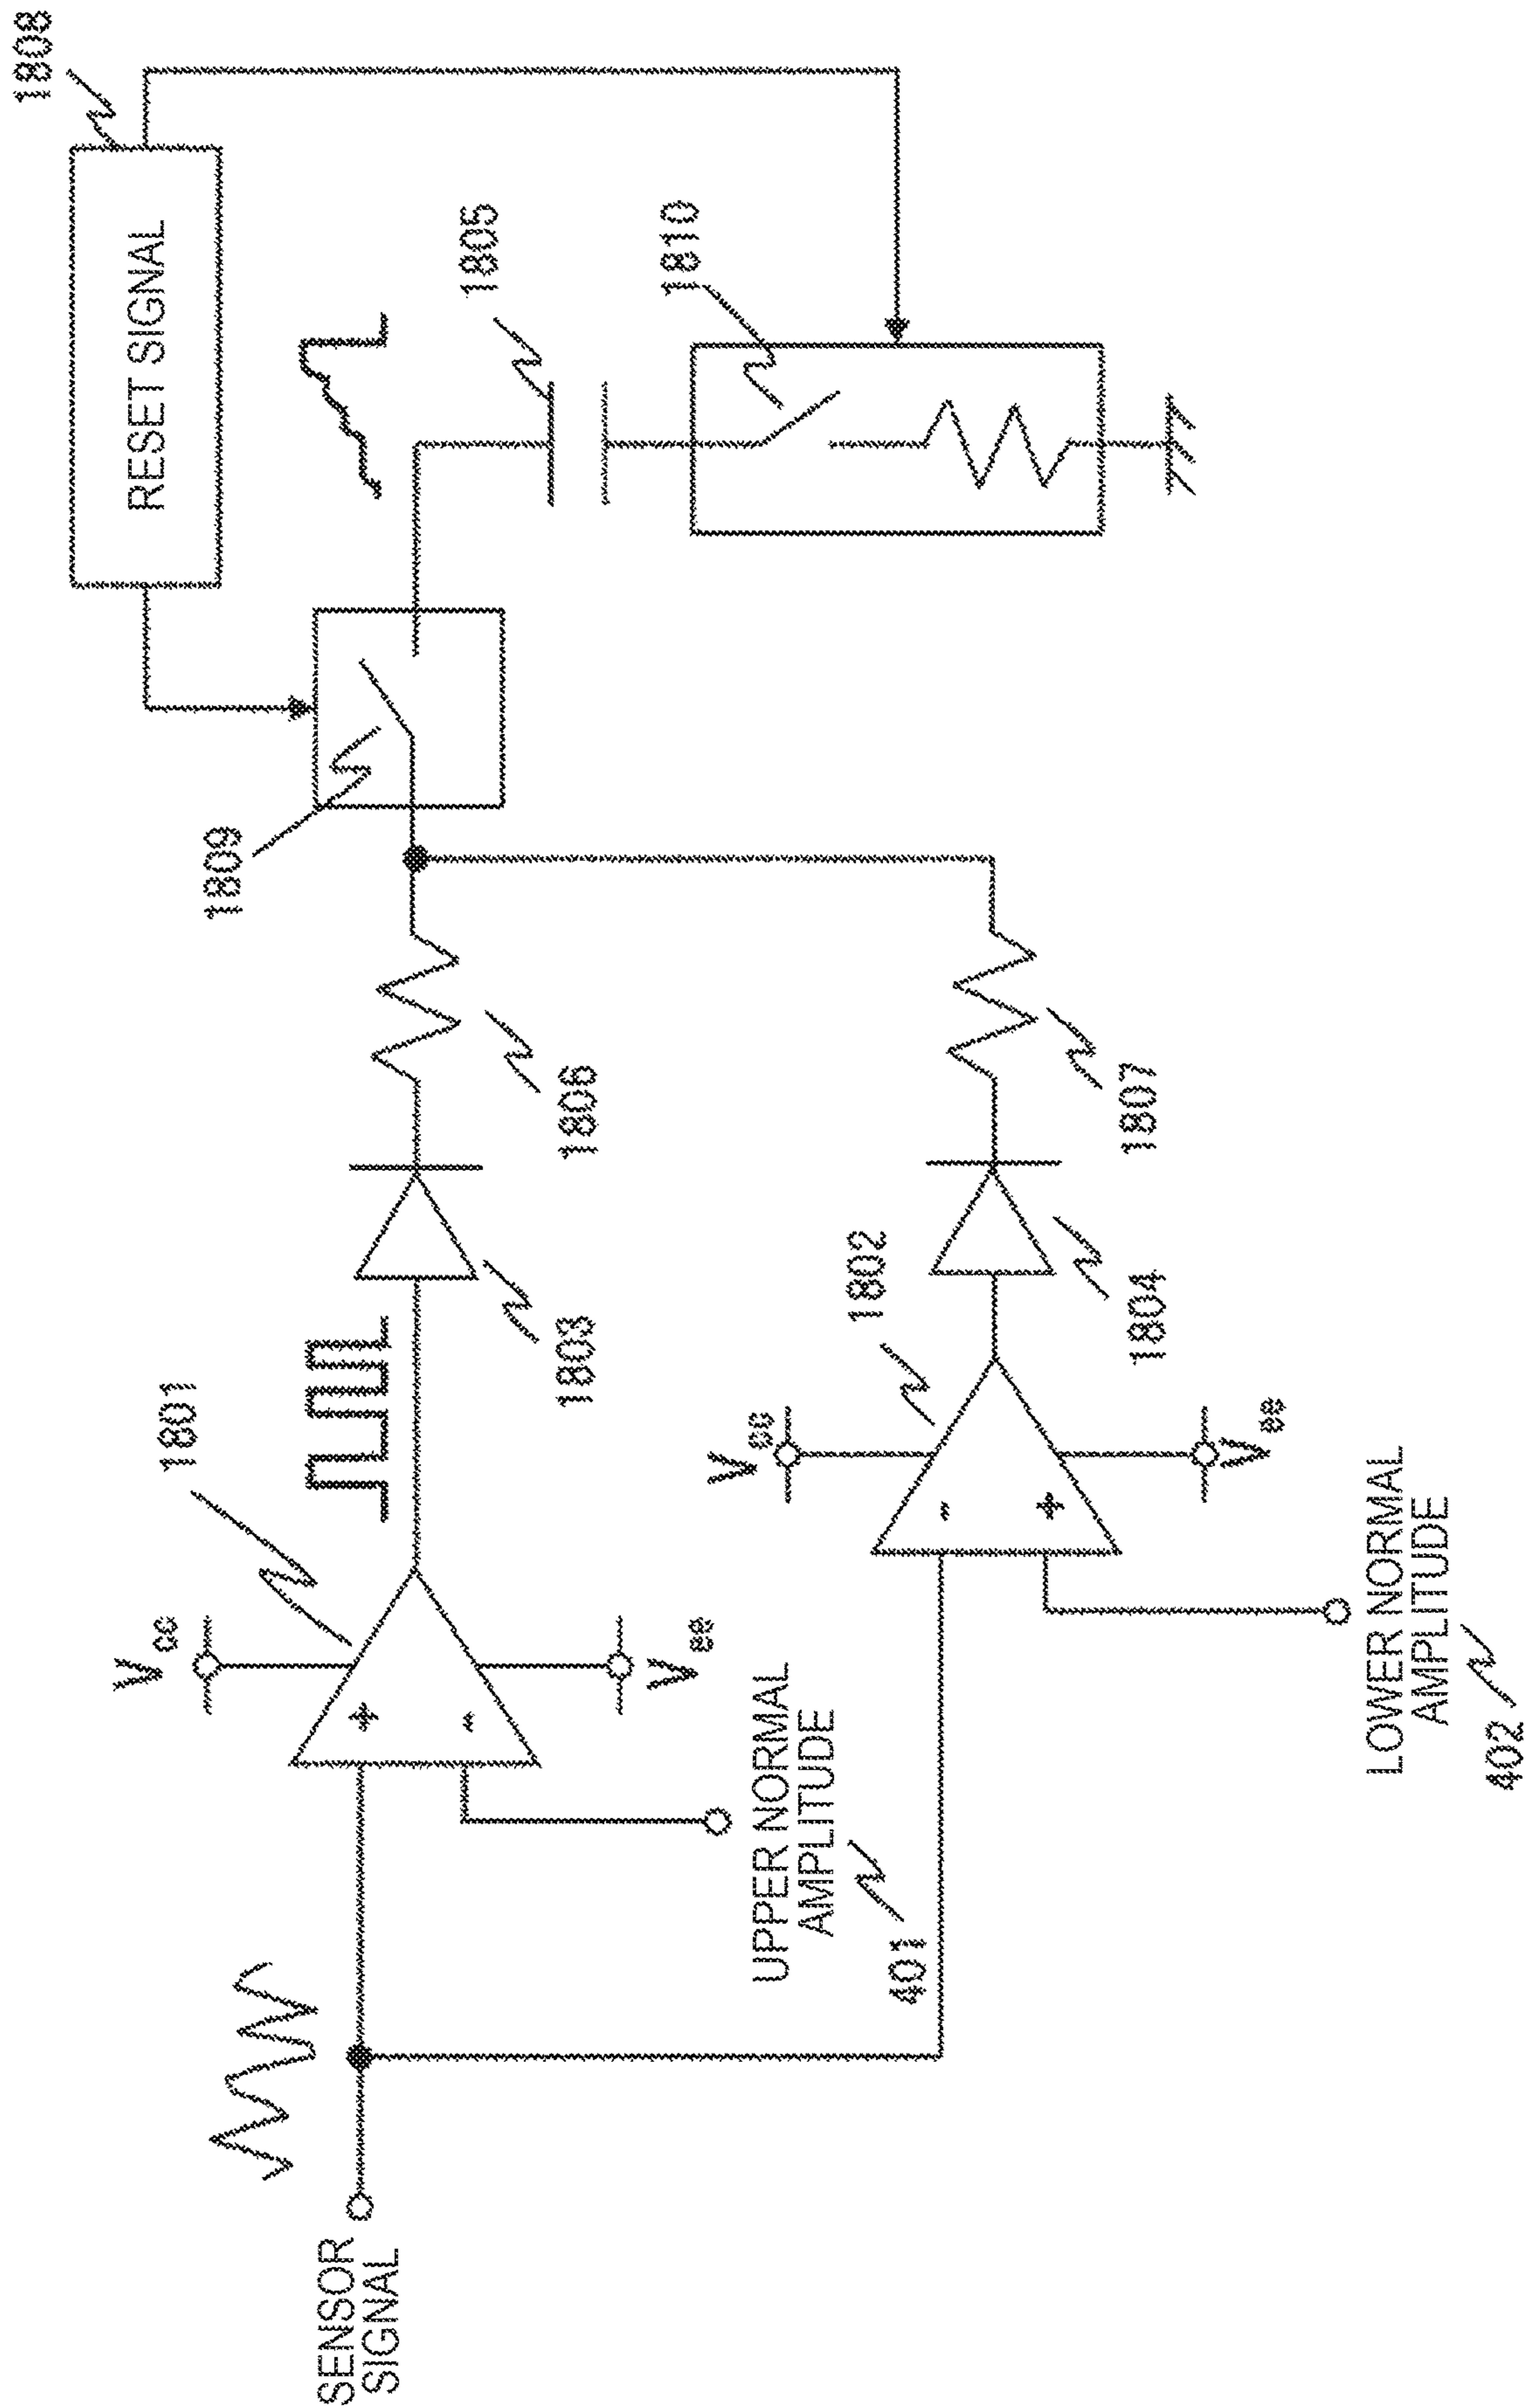 SENSOR
SIGNAL
1801
Vcc
Vee
UPPER NORMAL
AMPLITUDE
401
1803
1806
1809
RESET SIGNAL
1808
1805
1810
1802
Vcc
Vee
1804
1807
LOWER NORMAL
AMPLITUDE
402